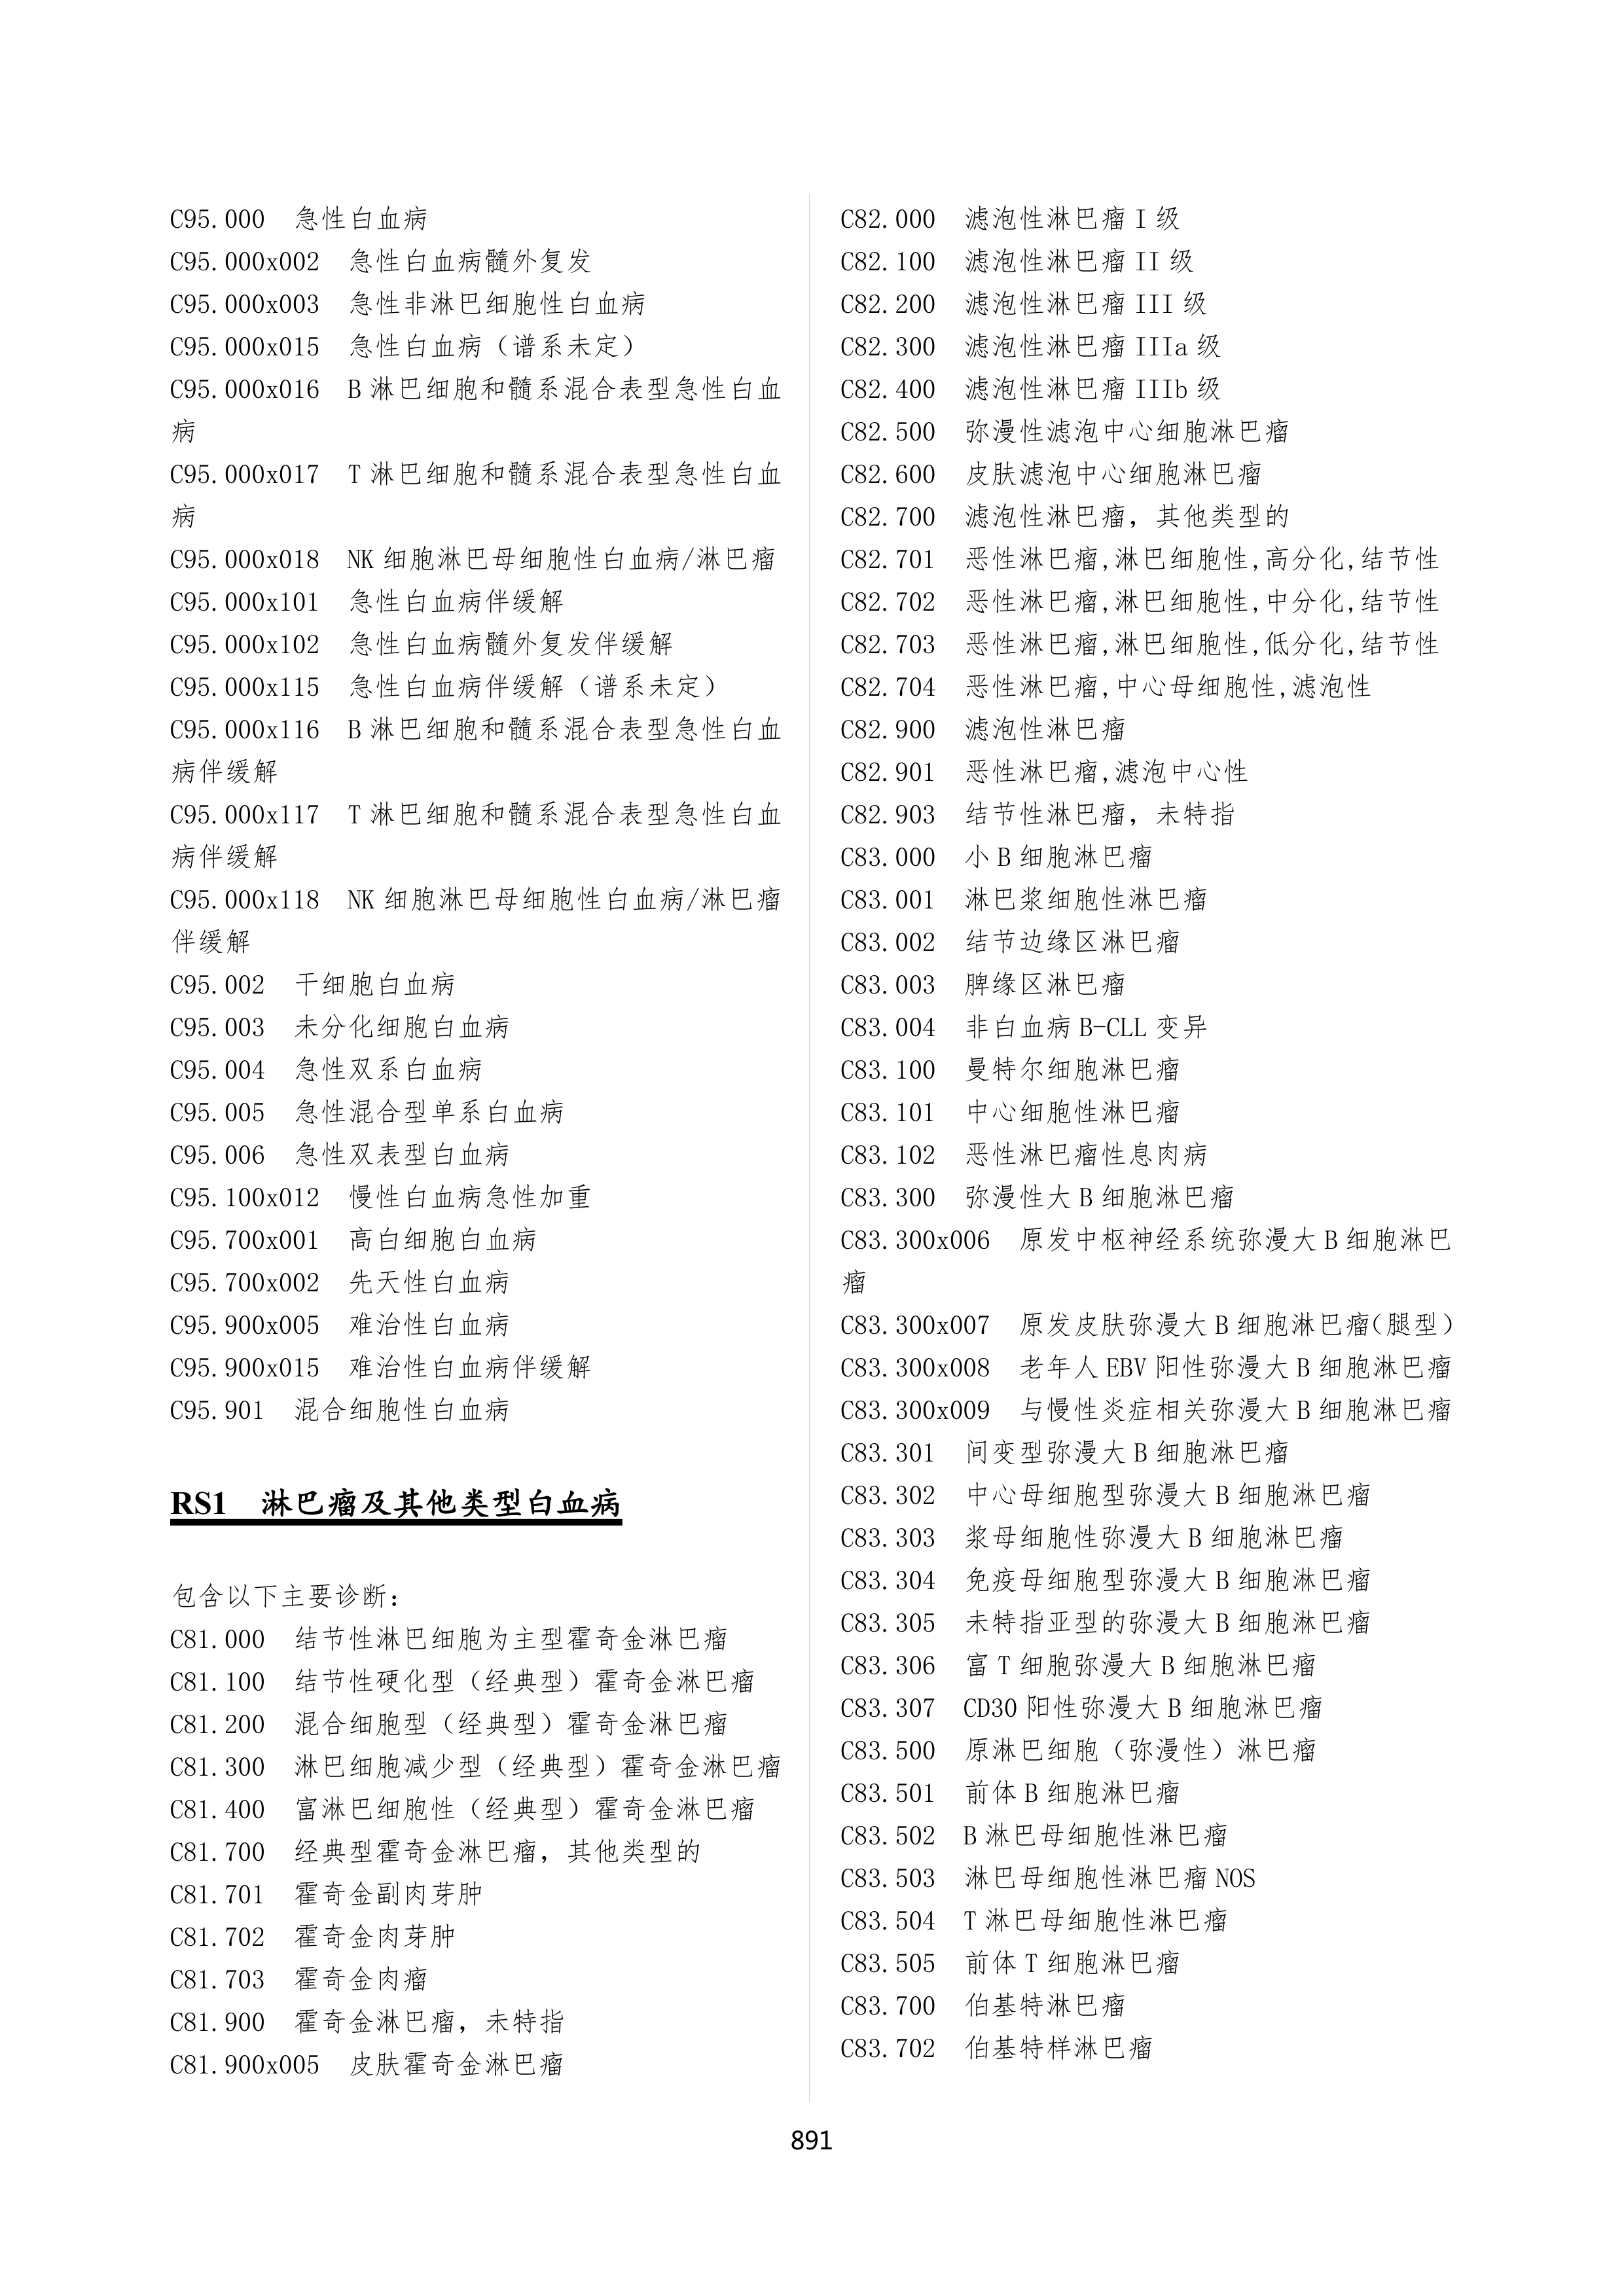 C95.000 急性白血病
C95.000x002 急性白血病髓外复发
C95.000x003 急性非淋巴细胞性白血病
C95.000x015 急性白血病（谱系未定）
C95.000x016 B 淋巴细胞和髓系混合表型急性白血
病
C95.000x017 T 淋巴细胞和髓系混合表型急性白血
病
C95.000x018 NK 细胞淋巴母细胞性白血病/淋巴瘤
C95.000x101 急性白血病伴缓解
C95.000x102 急性白血病髓外复发伴缓解
C95.000x115 急性白血病伴缓解（谱系未定）
C95.000x116 B 淋巴细胞和髓系混合表型急性白血
病伴缓解
C95.000x117 T 淋巴细胞和髓系混合表型急性白血
病伴缓解
C95.000x118 NK 细胞淋巴母细胞性白血病/淋巴瘤
伴缓解
C95.002 干细胞白血病
C95.003 未分化细胞白血病
C95.004 急性双系白血病
C95.005 急性混合型单系白血病
C95.006 急性双表型白血病
C95.100x012 慢性白血病急性加重
C95.700x001 高白细胞白血病
C95.700x002 先天性白血病
C95.900x005 难治性白血病
C95.900x015 难治性白血病伴缓解
C95.901 混合细胞性白血病
RS1 淋巴瘤及其他类型白血病
包含以下主要诊断：
C81.000 结节性淋巴细胞为主型霍奇金淋巴瘤
C81.100 结节性硬化型（经典型）霍奇金淋巴瘤
C81.200 混合细胞型（经典型）霍奇金淋巴瘤
C81.300 淋巴细胞减少型（经典型）霍奇金淋巴瘤
C81.400 富淋巴细胞性（经典型）霍奇金淋巴瘤
C81.700 经典型霍奇金淋巴瘤，其他类型的
C81.701 霍奇金副肉芽肿
C81.702 霍奇金肉芽肿
C81.703 霍奇金肉瘤
C81.900 霍奇金淋巴瘤，未特指
C81.900x005 皮肤霍奇金淋巴瘤
C82.000 滤泡性淋巴瘤 I 级
C82.100 滤泡性淋巴瘤 II 级
C82.200 滤泡性淋巴瘤 III 级
C82.300 滤泡性淋巴瘤 IIIa 级
C82.400 滤泡性淋巴瘤 IIIb 级
C82.500 弥漫性滤泡中心细胞淋巴瘤
C82.600 皮肤滤泡中心细胞淋巴瘤
C82.700 滤泡性淋巴瘤，其他类型的
C82.701 恶性淋巴瘤,淋巴细胞性,高分化,结节性
C82.702 恶性淋巴瘤,淋巴细胞性,中分化,结节性
C82.703 恶性淋巴瘤,淋巴细胞性,低分化,结节性
C82.704 恶性淋巴瘤,中心母细胞性,滤泡性
C82.900 滤泡性淋巴瘤
C82.901 恶性淋巴瘤,滤泡中心性
C82.903 结节性淋巴瘤，未特指
C83.000 小 B 细胞淋巴瘤
C83.001 淋巴浆细胞性淋巴瘤
C83.002 结节边缘区淋巴瘤
C83.003 脾缘区淋巴瘤
C83.004 非白血病 B-CLL 变异
C83.100 曼特尔细胞淋巴瘤
C83.101 中心细胞性淋巴瘤
C83.102 恶性淋巴瘤性息肉病
C83.300 弥漫性大 B 细胞淋巴瘤
C83.300x006 原发中枢神经系统弥漫大 B 细胞淋巴
瘤
C83.300x007 原发皮肤弥漫大 B 细胞淋巴瘤(腿型)
C83.300x008 老年人 EBV 阳性弥漫大 B 细胞淋巴瘤
C83.300x009 与慢性炎症相关弥漫大 B 细胞淋巴瘤
C83.301 间变型弥漫大 B 细胞淋巴瘤
C83.302 中心母细胞型弥漫大 B 细胞淋巴瘤
C83.303 浆母细胞性弥漫大 B 细胞淋巴瘤
C83.304 免疫母细胞型弥漫大 B 细胞淋巴瘤
C83.305 未特指亚型的弥漫大 B 细胞淋巴瘤
C83.306 富 T 细胞弥漫大 B 细胞淋巴瘤
C83.307 CD30 阳性弥漫大 B 细胞淋巴瘤
C83.500 原淋巴细胞（弥漫性）淋巴瘤
C83.501 前体 B 细胞淋巴瘤
C83.502 B 淋巴母细胞性淋巴瘤
C83.503 淋巴母细胞性淋巴瘤 NOS
C83.504 T 淋巴母细胞性淋巴瘤
C83.505 前体 T 细胞淋巴瘤
C83.700 伯基特淋巴瘤
C83.702 伯基特样淋巴瘤
891